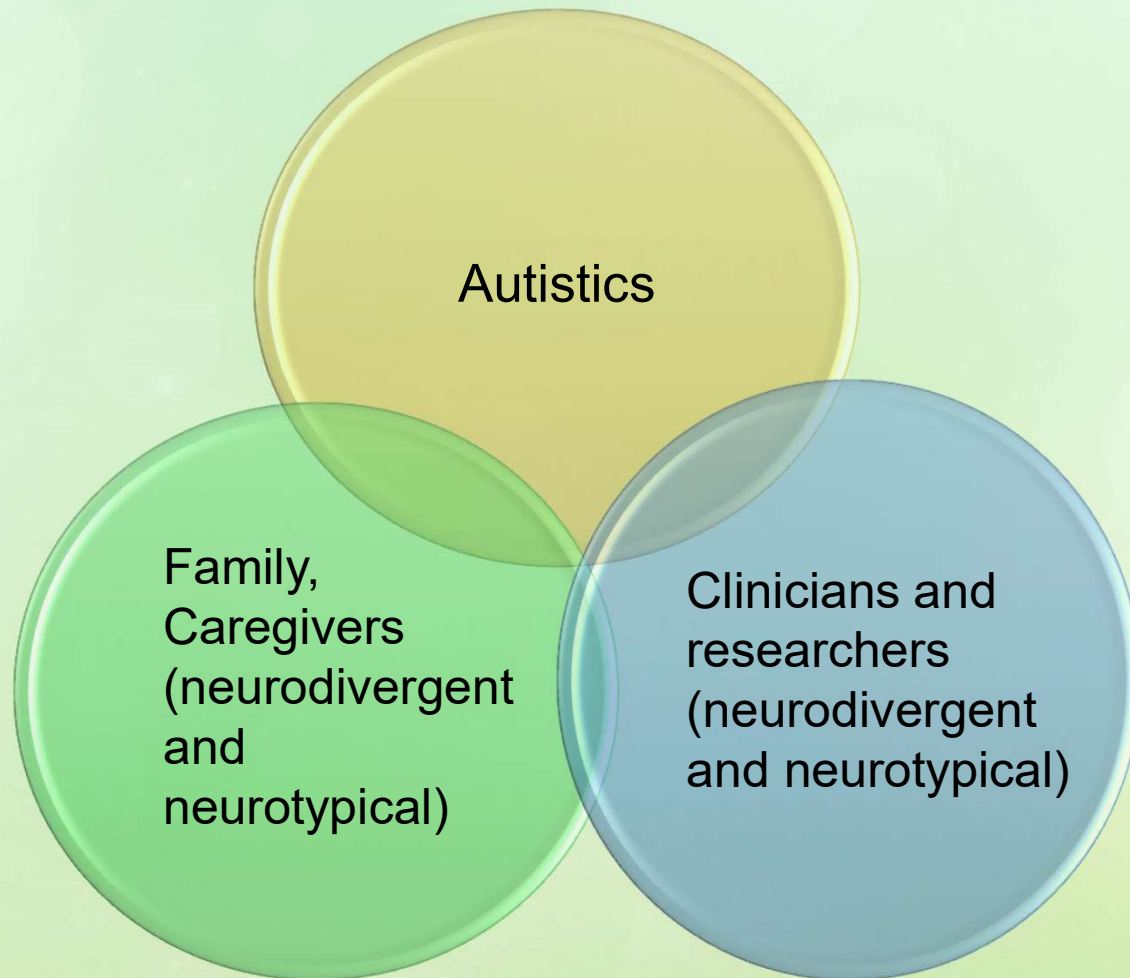 Autistics
Family,
Caregivers
(neurodivergent
and
neurotypical)
Clinicians and
researchers
(neurodivergent
and neurotypical)